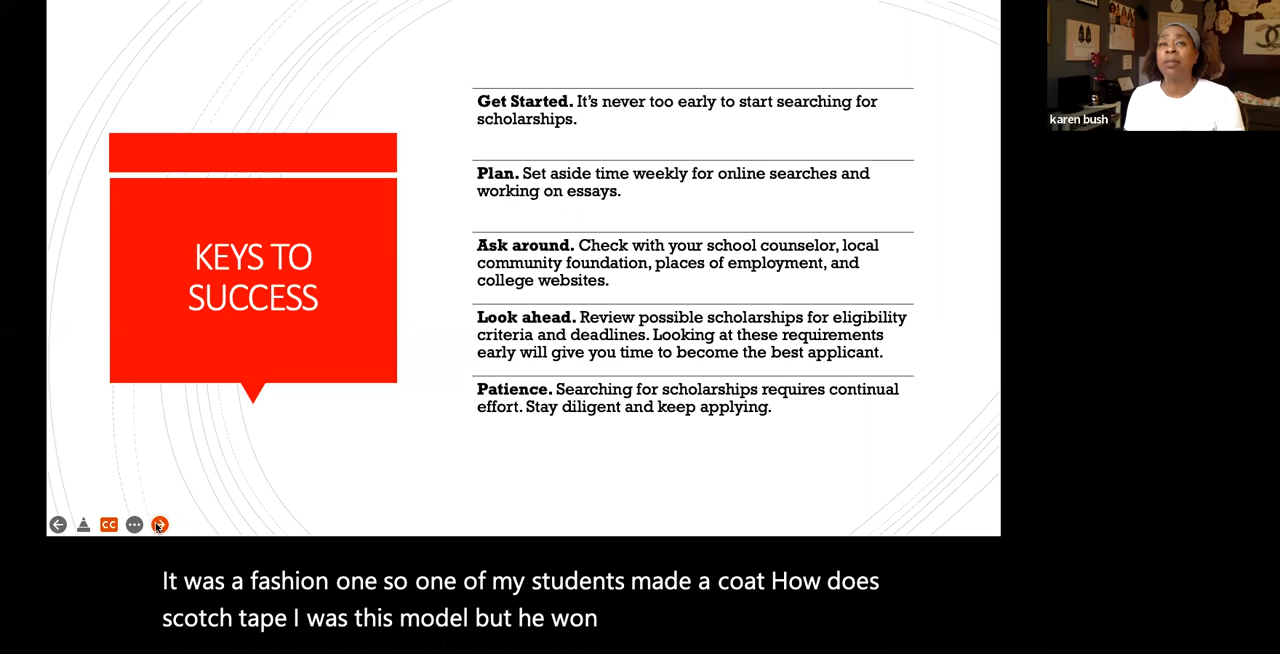 KEYS TO
SUCCESS
Get Started. It's never too early to start searching for
scholarships.
Plan. Set aside time weekly for online searches and
working on essays.
Ask around. Check with your school counselor, local
community foundation, places of employment, and
college websites.
Look ahead. Review possible scholarships for eligibility
criteria and deadlines. Looking at these requirements
early will give you time to become the best applicant.
Patience. Searching for scholarships requires continual
effort. Stay diligent and keep applying.
karen bush
CC
It was a fashion one so one of my students made a coat How does
scotch tape I was this model but he won